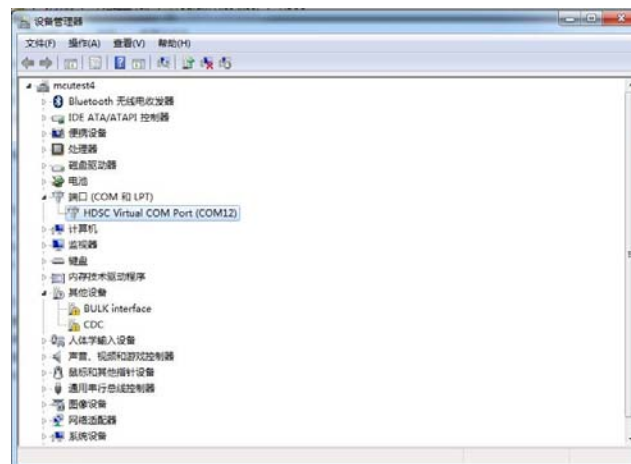 设备管理器
文件(F) 操作(A) 查看(V) 帮助(H)
mcutest4
Bluetooth 无线电收发器
IDE ATA/ATAPI 控制器
便携设备
处理器
磁盘驱动器
电池
端口 (COM 和 LPT)
HDSC Virtual COM Port (COM12)
计算机
监视器
键盘
内存技术驱动程序
其他设备
BULK interface
CDC
人体学输入设备
声音、视频和游戏控制器
鼠标和其他指针设备
通用串行总线控制器
图像设备
网络适配器
系统设备